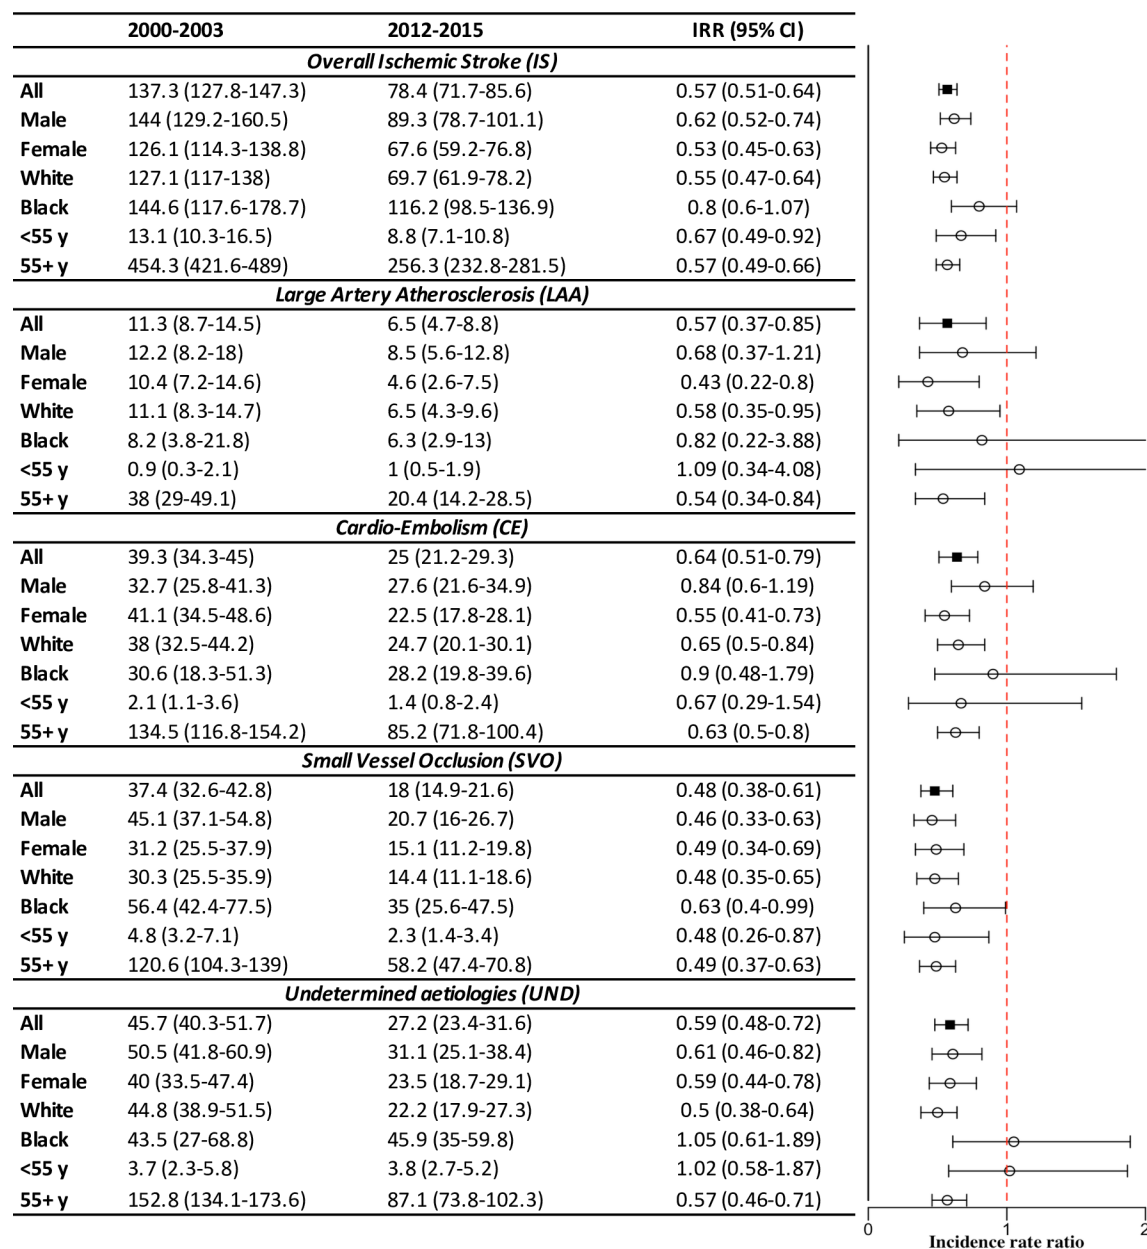 2000-2003 2012-2015 IRR (95% CI)
Overall Ischemic Stroke (IS)
All 137.3 (127.8-147.3) 78.4 (71.7-85.6) 0.57 (0.51-0.64)
Male 144 (129.2-160.5) 89.3 (78.7-101.1) 0.62 (0.52-0.74)
Female 126.1 (114.3-138.8) 67.6 (59.2-76.8) 0.53 (0.45-0.63)
White 127.1 (117-138) 69.7 (61.9-78.2) 0.55 (0.47-0.64)
Black 144.6 (117.6-178.7) 116.2 (98.5-136.9) 0.8 (0.6-1.07)
<55 y 13.1 (10.3-16.5) 8.8 (7.1-10.8) 0.67 (0.49-0.92)
55+ y 454.3 (421.6-489) 256.3 (232.8-281.5) 0.57 (0.49-0.66)
Large Artery Atherosclerosis (LAA)
All 11.3 (8.7-14.5) 6.5 (4.7-8.8) 0.57 (0.37-0.85)
Male 12.2 (8.2-18) 8.5 (5.6-12.8) 0.68 (0.37-1.21)
Female 10.4 (7.2-14.6) 4.6 (2.6-7.5) 0.43 (0.22-0.8)
White 11.1 (8.3-14.7) 6.5 (4.3-9.6) 0.58 (0.35-0.95)
Black 8.2 (3.8-21.8) 6.3 (2.9-13) 0.82 (0.22-3.88)
<55 y 0.9 (0.3-2.1) 1 (0.5-1.9) 1.09 (0.34-4.08)
55+ y 38 (29-49.1) 20.4 (14.2-28.5) 0.54 (0.34-0.84)
Cardio-Embolism (CE)
All 39.3 (34.3-45) 25 (21.2-29.3) 0.64 (0.51-0.79)
Male 32.7 (25.8-41.3) 27.6 (21.6-34.9) 0.84 (0.6-1.19)
Female 41.1 (34.5-48.6) 22.5 (17.8-28.1) 0.55 (0.41-0.73)
White 38 (32.5-44.2) 24.7 (20.1-30.1) 0.65 (0.5-0.84)
Black 30.6 (18.3-51.3) 28.2 (19.8-39.6) 0.9 (0.48-1.79)
<55 y 2.1 (1.1-3.6) 1.4 (0.8-2.4) 0.67 (0.29-1.54)
55+ y 134.5 (116.8-154.2) 85.2 (71.8-100.4) 0.63 (0.5-0.8)
Small Vessel Occlusion (SVO)
All 37.4 (32.6-42.8) 18 (14.9-21.6) 0.48 (0.38-0.61)
Male 45.1 (37.1-54.8) 20.7 (16-26.7) 0.46 (0.33-0.63)
Female 31.2 (25.5-37.9) 15.1 (11.2-19.8) 0.49 (0.34-0.69)
White 30.3 (25.5-35.9) 14.4 (11.1-18.6) 0.48 (0.35-0.65)
Black 56.4 (42.4-77.5) 35 (25.6-47.5) 0.63 (0.4-0.99)
<55 y 4.8 (3.2-7.1) 2.3 (1.4-3.4) 0.48 (0.26-0.87)
55+ y 120.6 (104.3-139) 58.2 (47.4-70.8) 0.49 (0.37-0.63)
Undetermined aetiologies (UND)
All 45.7 (40.3-51.7) 27.2 (23.4-31.6) 0.59 (0.48-0.72)
Male 50.5 (41.8-60.9) 31.1 (25.1-38.4) 0.61 (0.46-0.82)
Female 40 (33.5-47.4) 23.5 (18.7-29.1) 0.59 (0.44-0.78)
White 44.8 (38.9-51.5) 22.2 (17.9-27.3) 0.5 (0.38-0.64)
Black 43.5 (27-68.8) 45.9 (35-59.8) 1.05 (0.61-1.89)
<55 y 3.7 (2.3-5.8) 3.8 (2.7-5.2) 1.02 (0.58-1.87)
55+ y 152.8 (134.1-173.6) 87.1 (73.8-102.3) 0.57 (0.46-0.71)
0 1 2
Incidence rate ratio